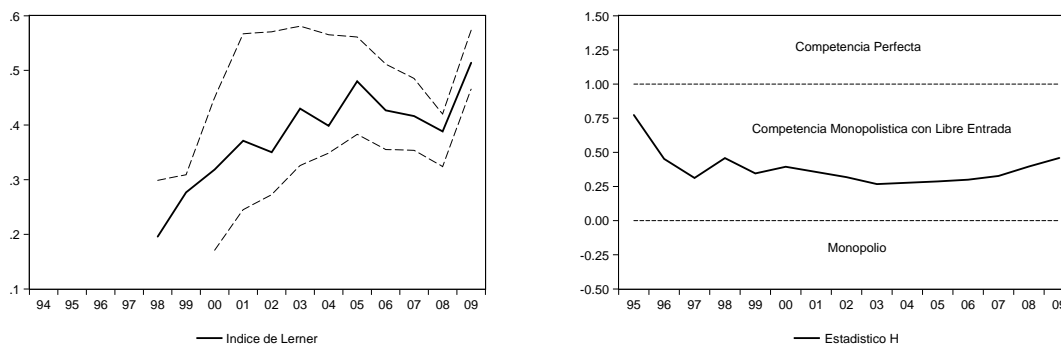 .6
.5
.4
.3
.2
.1
94 95 96 97 98 99 00 01 02 03 04 05 06 07 08 09
Indice de Lerner
1.50
1.25
1.00
0.75
0.50
0.25
0.00
-0.25
-0.50
Competencia Perfecta
Competencia Monopolistica con Libre Entrada
Monopolio
95 96 97 98 99 00 01 02 03 04 05 06 07 08 09
Estadistico H